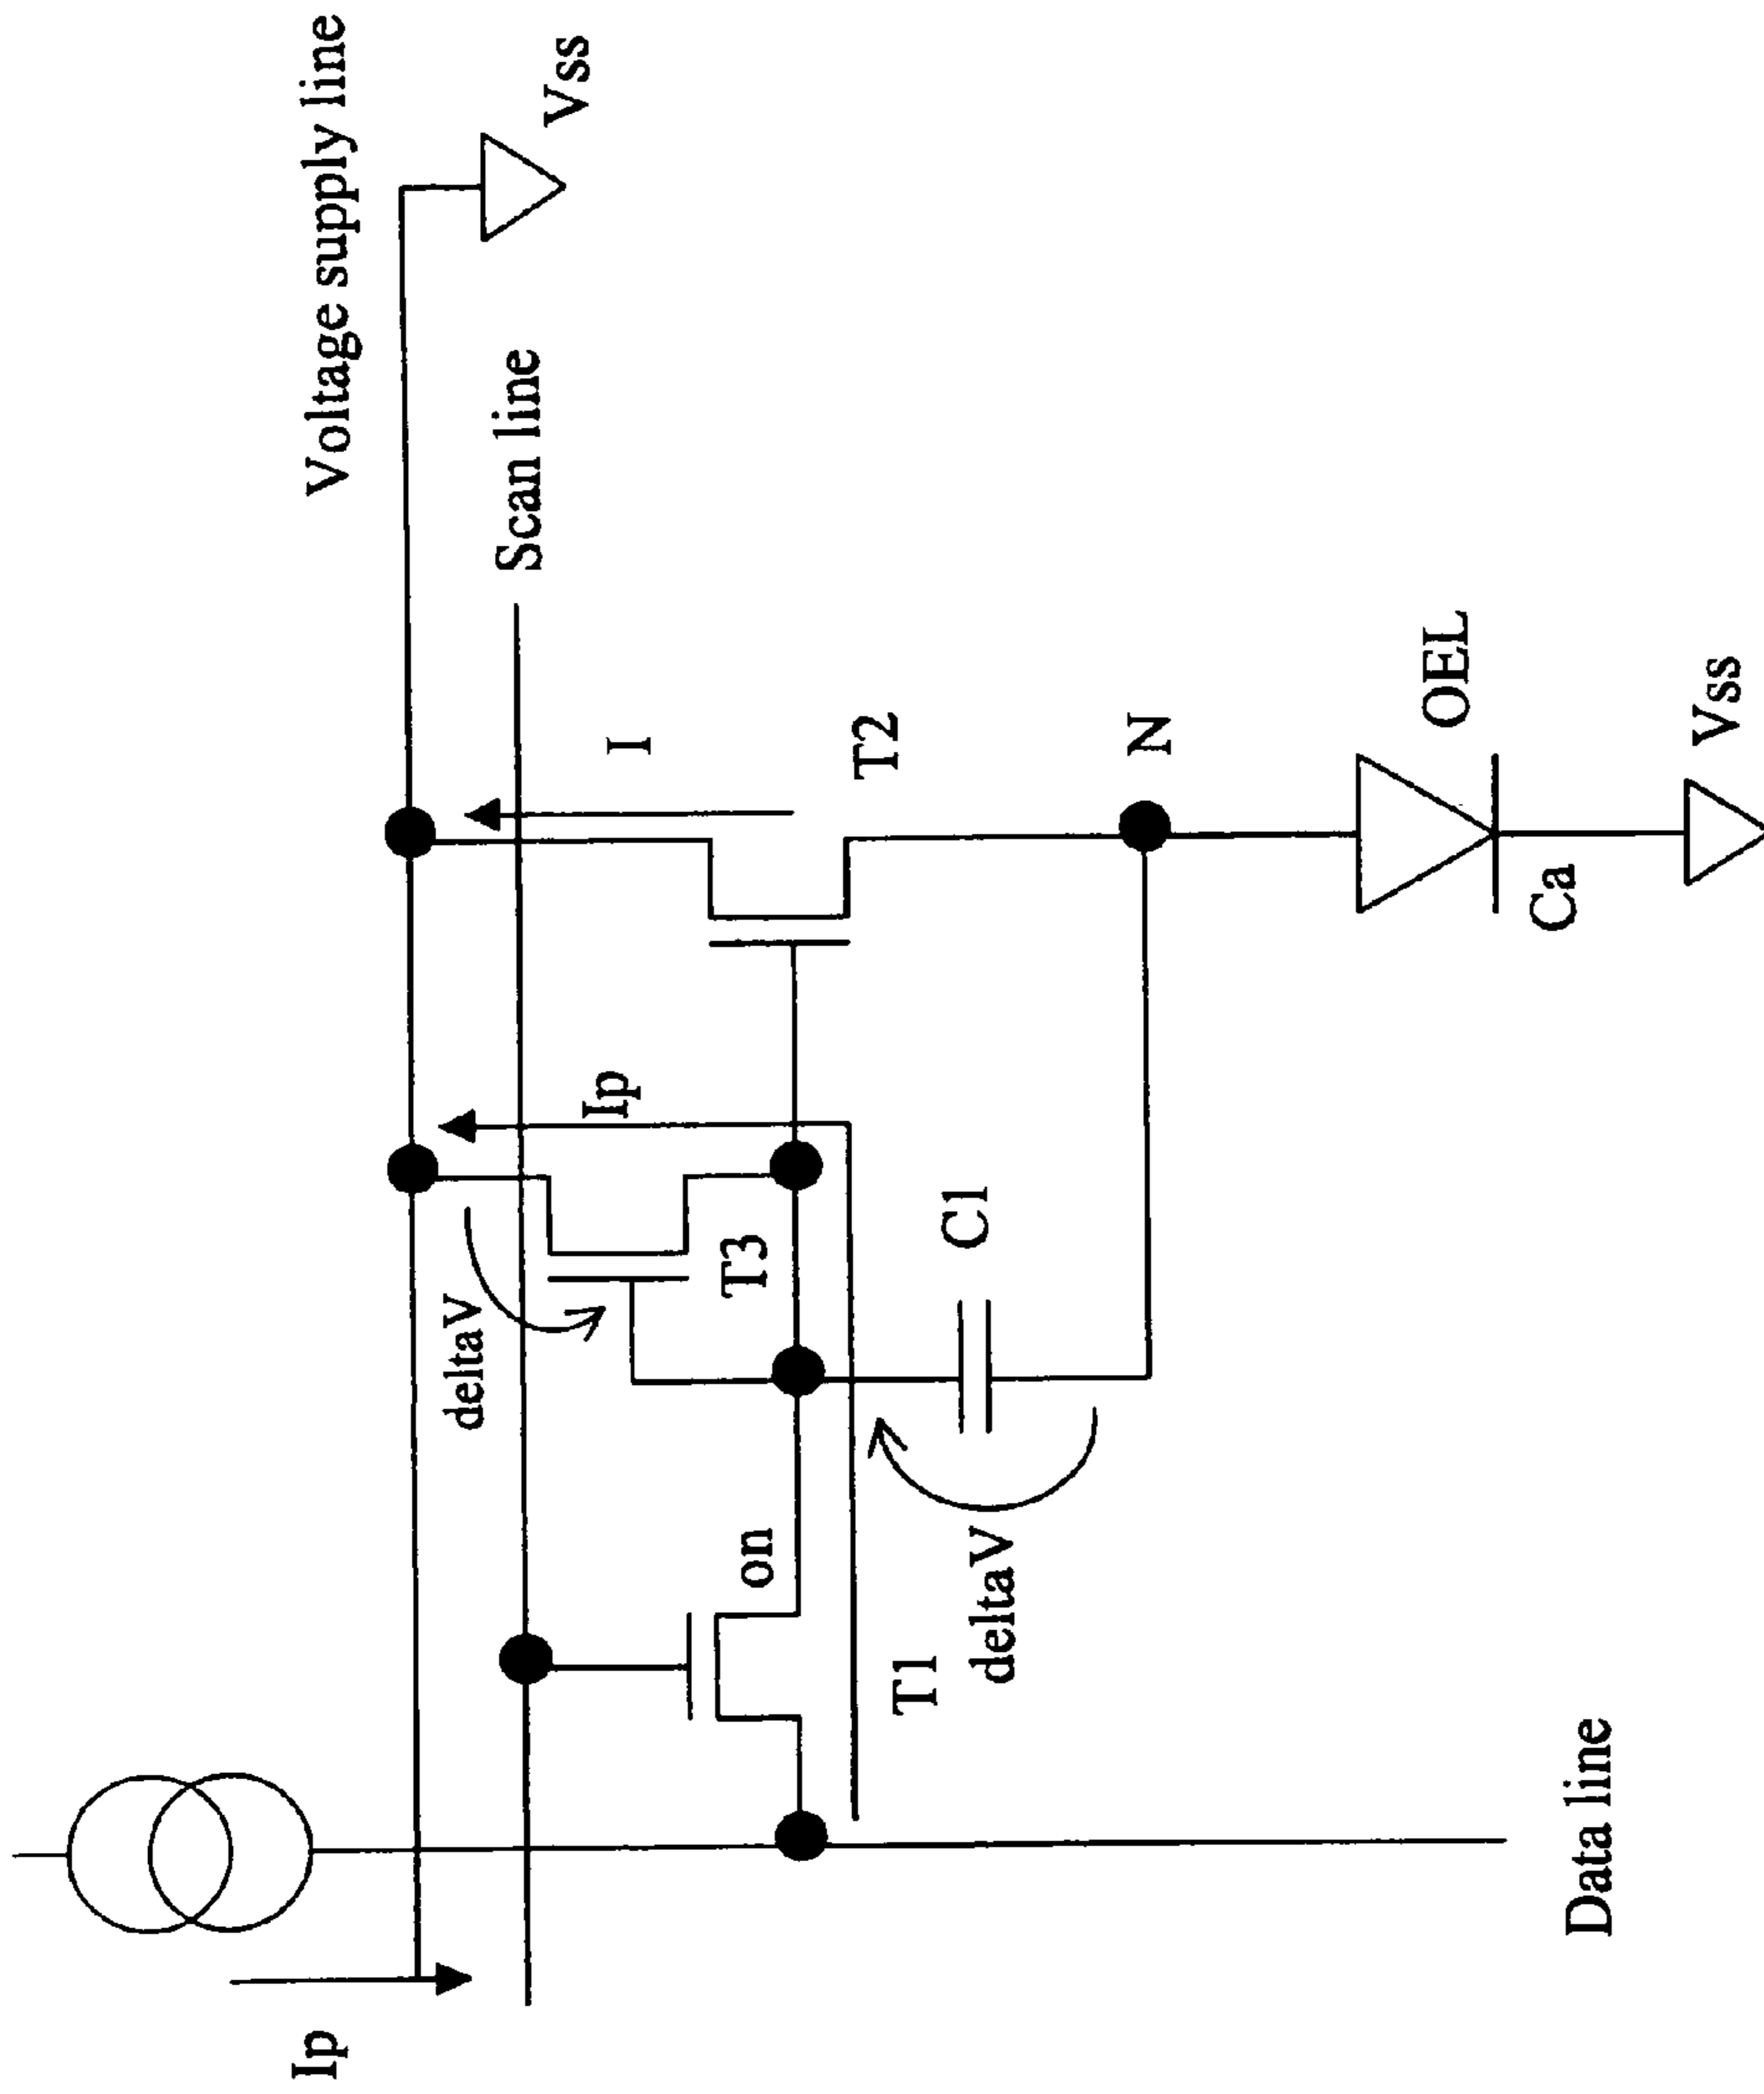 Voltage supply line
Vss
Scan line
I
T2
N
OEL
Vss
Ca
Ip
T3
C1
deltaV
on
deltaV
T1
Ip
Data line